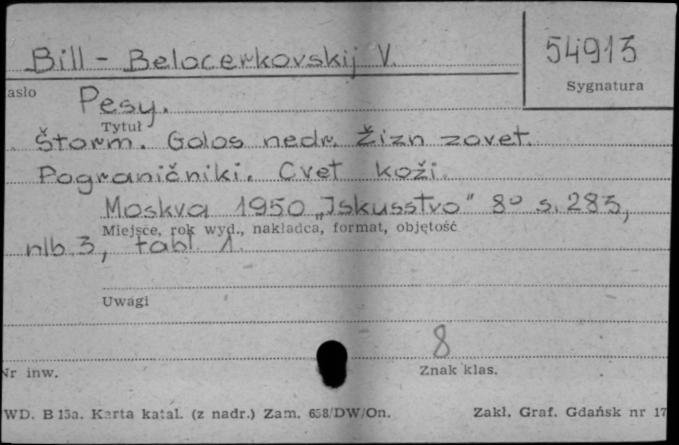 Bill - Belocerkovskij V.
54915
Sygnatura
asło
Pesy.
Tytuł
Štorm. Golos nedr. Žizn zovet.
Pograničniki. Cvet koži.
Moskva 1950 „Iskusstvo" 8° s. 283,
Miejsce, rok wyd., nakładca, format, objętość
nlb. 3, tabl. 1.
Uwagi
8
Nr inw.
Znak klas.
WD. B 15a. Karta katal. (z nadr.) Zam. 658/DW/On.
Zakł. Graf. Gdańsk nr 17